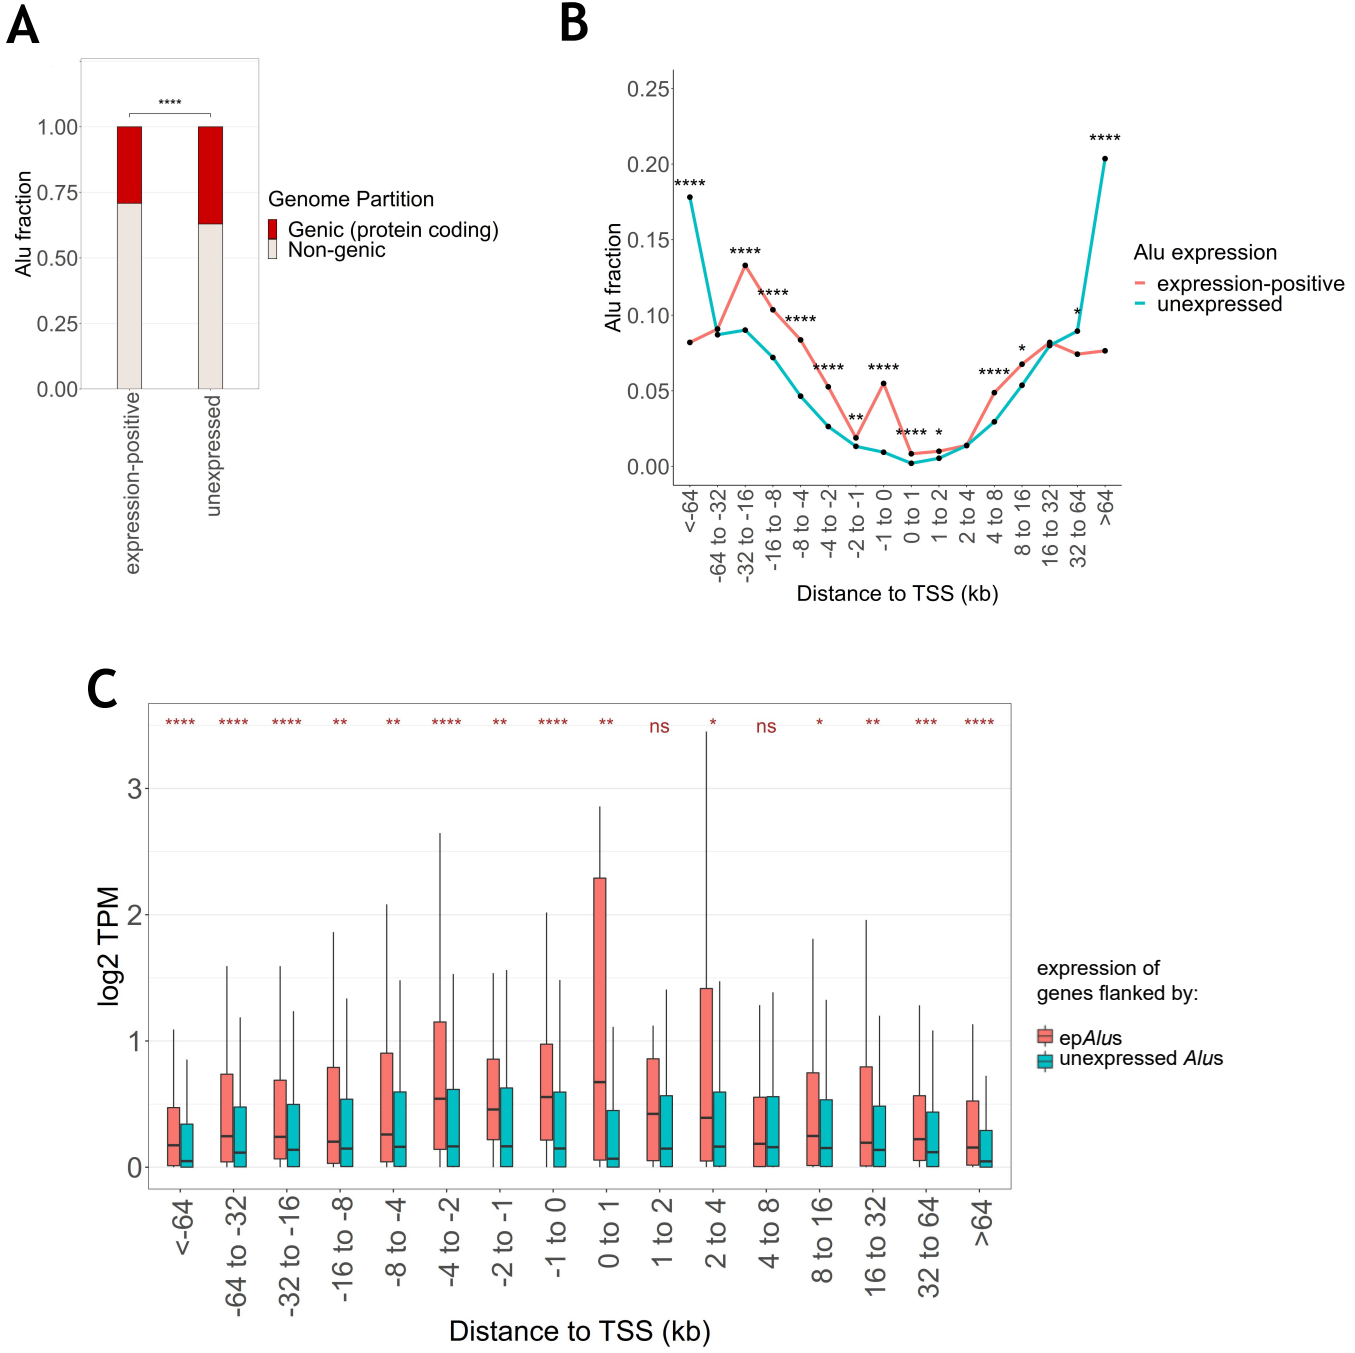 A
****
1.00
0.75
0.50
0.25
0.00
Alu fraction
expression-positive
unexpressed
Genome Partition
Genic (protein coding)
Non-genic
B
0.25
0.20
0.15
0.10
0.05
0.00
Alu fraction
****
****
****
****
****
**
****
****
*
****
*
*
****
<-64
-64 to -32
-32 to -16
-16 to -8
-8 to -4
-4 to -2
-2 to -1
-1 to 0
0 to 1
1 to 2
2 to 4
4 to 8
8 to 16
16 to 32
32 to 64
>64
Distance to TSS (kb)
Alu expression
expression-positive
unexpressed
C
**** **** **** ** ** **** ** **** ** ns * ns * ** *** ****
3
2
1
0
log2 TPM
<-64
-64 to -32
-32 to -16
-16 to -8
-8 to -4
-4 to -2
-2 to -1
-1 to 0
0 to 1
1 to 2
2 to 4
4 to 8
8 to 16
16 to 32
32 to 64
>64
Distance to TSS (kb)
expression of
genes flanked by:
epAlus
unexpressed Alus